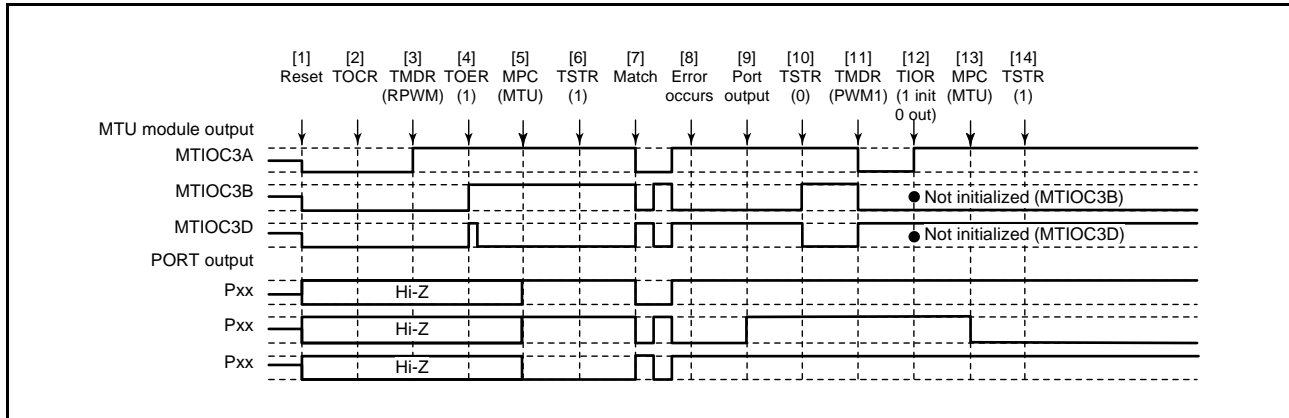 [1] [2] [3] [4] [5] [6] [7] [8] [9] [10] [11] [12] [13] [14]
Reset TOCR TMDR TOER MPC TSTR Match Error Port TSTR TMDR TIOR MPC TSTR
(RPWM) (1) (MTU) (1) occurs output (0) (PWM1) (1 init (MTU) (1)
0 out)
MTU module output
MTIOC3A
MTIOC3B
Not initialized (MTIOC3B)
MTIOC3D
Not initialized (MTIOC3D)
PORT output
Pxx Hi-Z
Pxx Hi-Z
Pxx Hi-Z